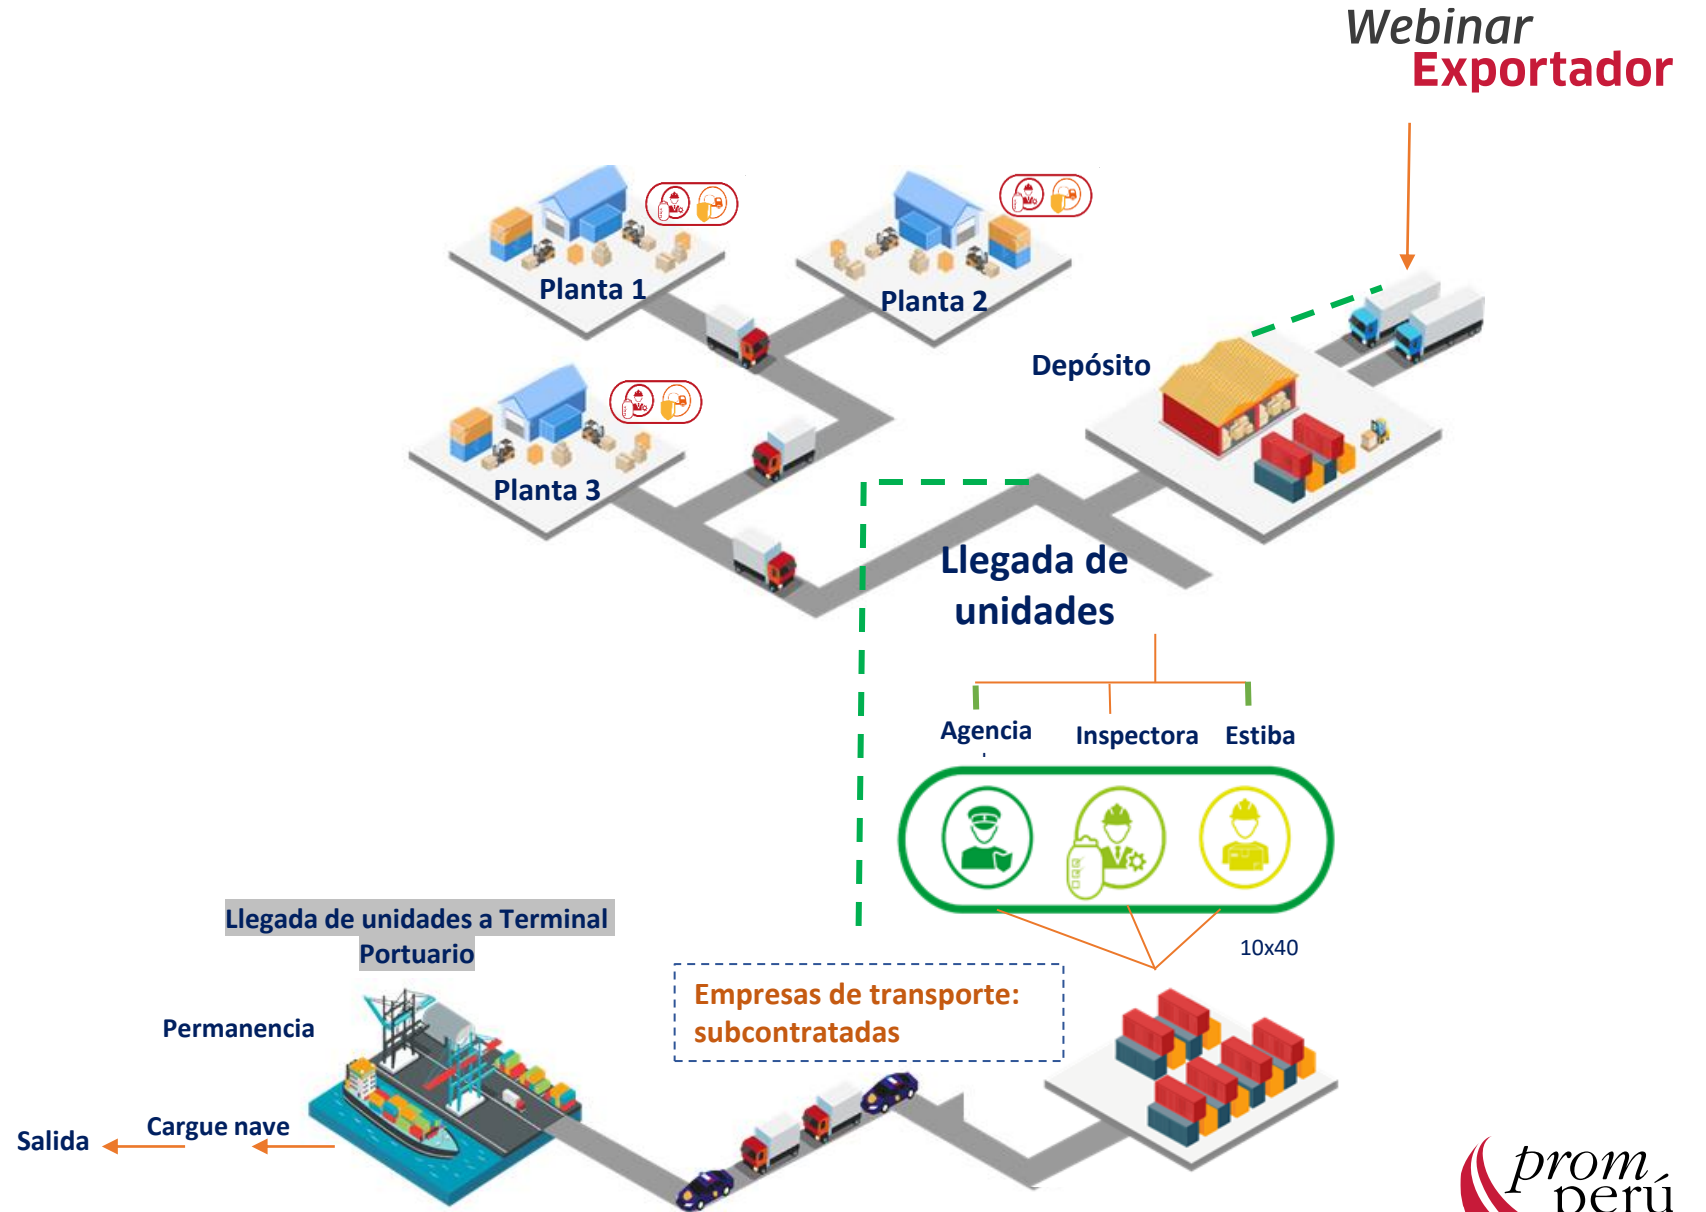 Webinar
Exportador
Planta 1
Planta 2
Depósito
Planta 3
Llegada de
unidades
Agencia
Inspectora
Estiba
10x40
Llegada de unidades a Terminal
Portuario
Empresas de transporte:
subcontratadas
Permanencia
Cargue nave
Salida
prom
perú